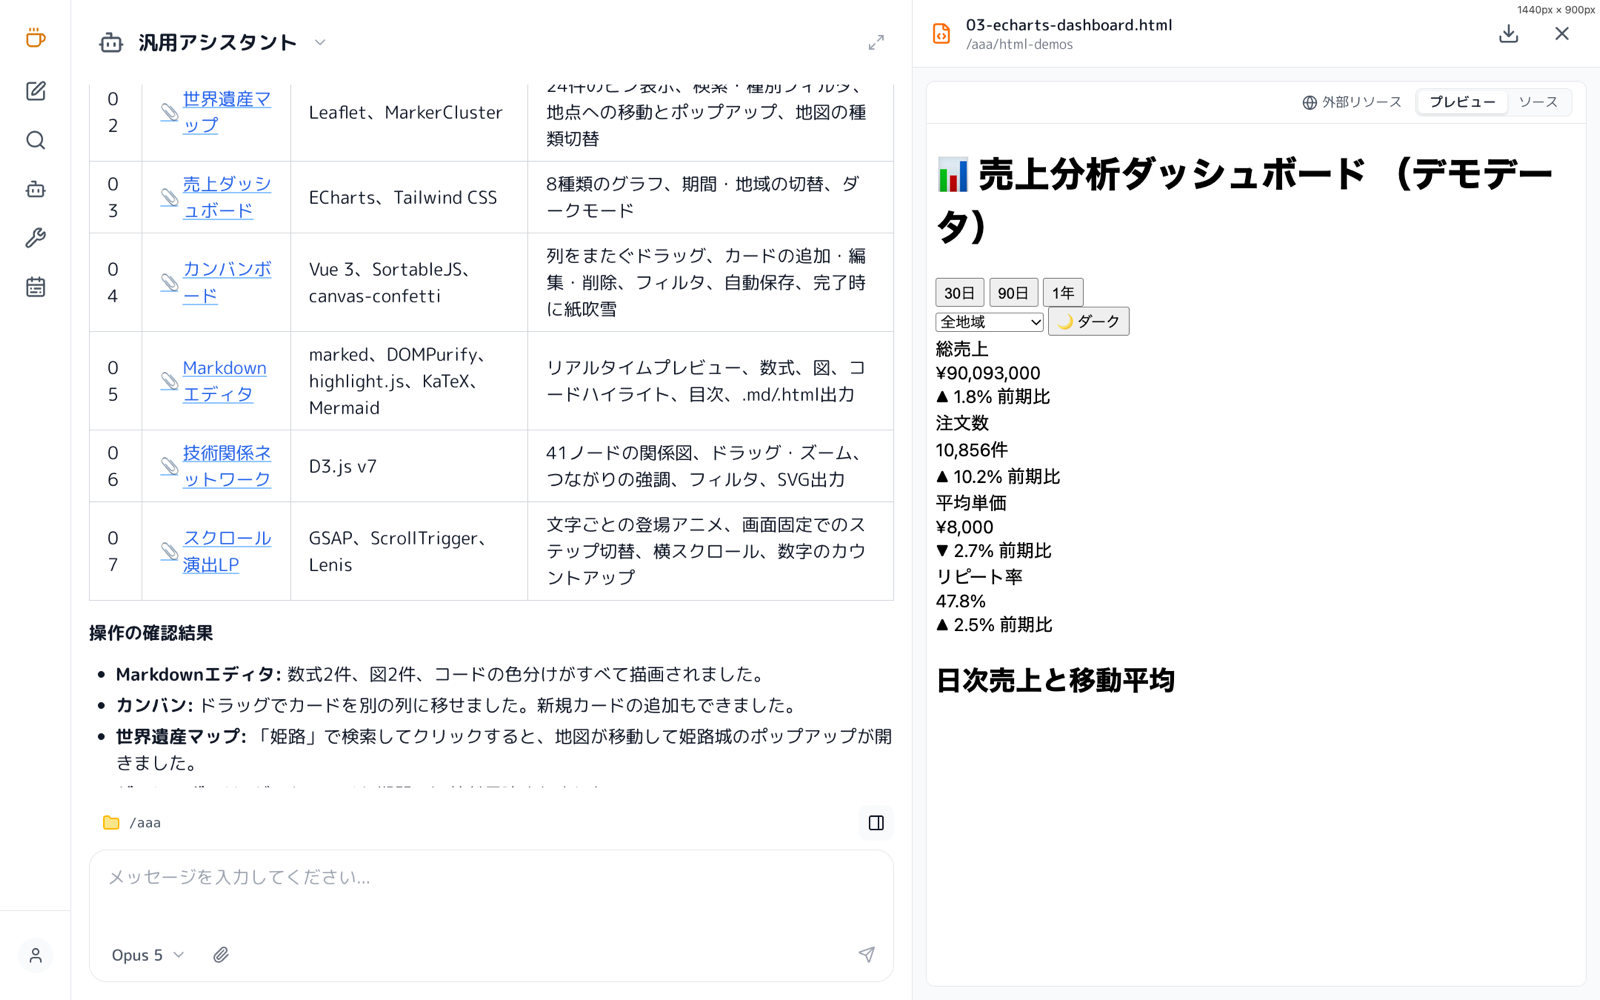 1440px × 900px
汎用アシスタント
02
世界遺産マップ
Leaflet、MarkerCluster
24件のピン表示、検索・種別フィルタ、
地点への移動とポップアップ、地図の種
類切替
03
売上ダッシュボード
ECharts、Tailwind CSS
8種類のグラフ、期間・地域の切替、ダ
ークモード
04
カンバンボード
Vue 3、SortableJS、
canvas-confetti
列をまたぐドラッグ、カードの追加・編
集・削除、フィルタ、自動保存、完了時
に紙吹雪
05
Markdown
エディタ
marked、DOMPurify、
highlight.js、KaTeX、
Mermaid
リアルタイムプレビュー、数式、図、コ
ードハイライト、目次、.md/.html出力
06
技術関係ネットワーク
D3.js v7
41ノードの関係図、ドラッグ・ズーム、
つながりの強調、フィルタ、SVG出力
07
スクロール
演出LP
GSAP、ScrollTrigger、
Lenis
文字ごとの登場アニメ、画面固定でのス
テップ切替、横スクロール、数字のカウ
ントアップ
操作の確認結果
Markdownエディタ: 数式2件、図2件、コードの色分けがすべて描画されました。
カンバン: ドラッグでカードを別の列に移せました。新規カードの追加もできました。
世界遺産マップ: 「姫路」で検索してクリックすると、地図が移動して姫路城のポップアップが開
きました。
/aaa
メッセージを入力してください...
Opus 5
03-echarts-dashboard.html
/aaa/html-demos
外部リソース
プレビュー
ソース
📊 売上分析ダッシュボード （デモデー
タ）
30日 90日 1年
全地域 🌙 ダーク
総売上
¥90,093,000
▲ 1.8% 前期比
注文数
10,856件
▲ 10.2% 前期比
平均単価
¥8,000
▼ 2.7% 前期比
リピート率
47.8%
▲ 2.5% 前期比
日次売上と移動平均